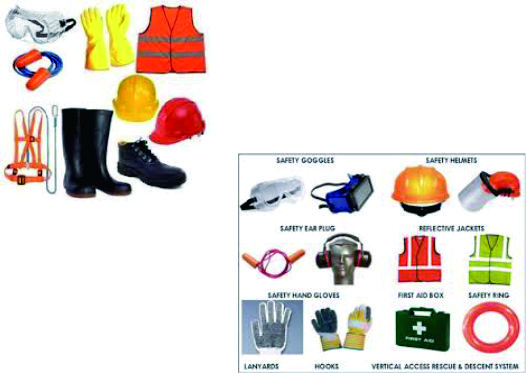 SAFETY GOGGLES SAFETY HELMETS
SAFETY EAR PLUG REFLECTIVE JACKETS
SAFETY HAND GLOVES FIRST AID BOX SAFETY RING
FIRST AID
LANYARDS HOOKS VERTICAL ACCESS RESCUE & DESCENT SYSTEM